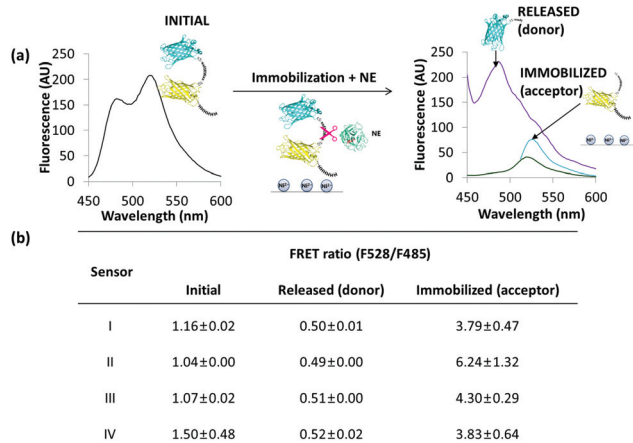 (a)
INITIAL
Fluorescence (AU)
250
200
150
100
50
0
450 500 550 600
Wavelength (nm)
Immobilization + NE
NE
Ni²⁺ Ni²⁺ Ni²⁺
RELEASED
(donor)
IMMOBILIZED
(acceptor)
Fluorescence (AU)
250
200
150
100
50
0
450 500 550 600
Wavelength (nm)
Ni²⁺ Ni²⁺ Ni²⁺
(b)
FRET ratio (F528/F485)
Sensor
Initial Released (donor) Immobilized (acceptor)
I 1.16±0.02 0.50±0.01 3.79±0.47
II 1.04±0.00 0.49±0.00 6.24±1.32
III 1.07±0.02 0.51±0.00 4.30±0.29
IV 1.50±0.48 0.52±0.02 3.83±0.64